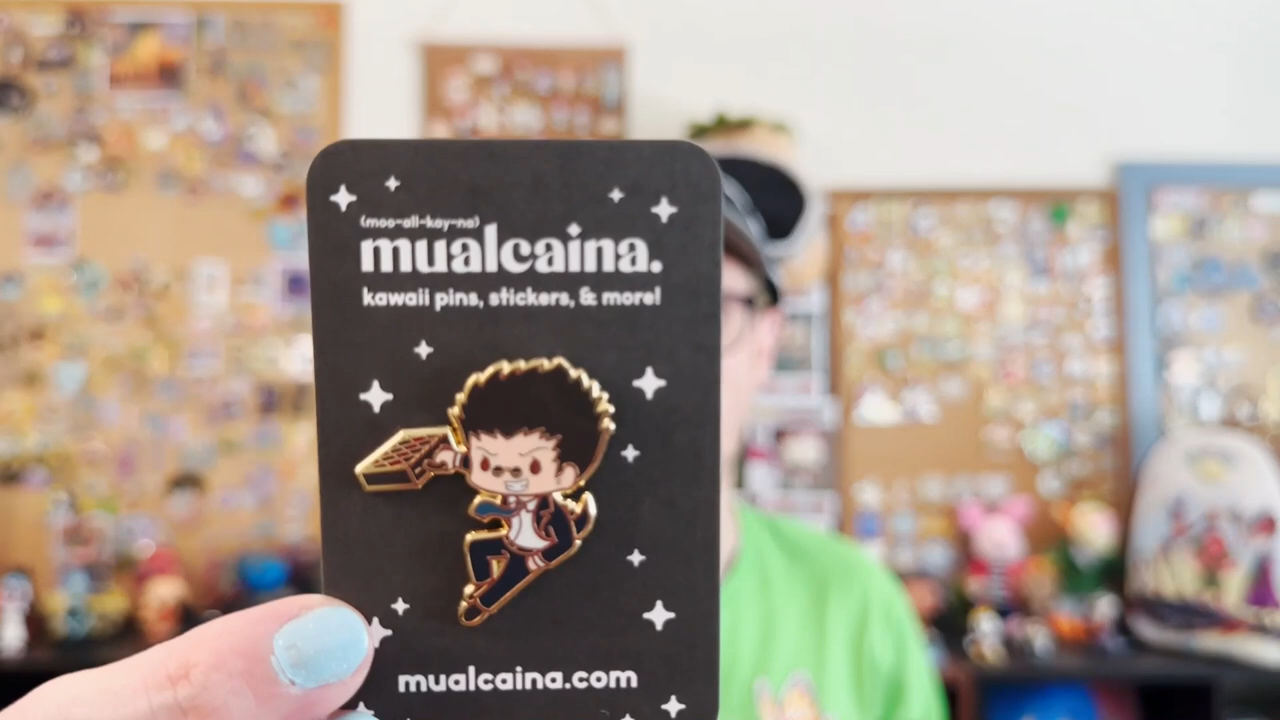 (moo-all-kay-na)
mualcaina.
kawaii pins, stickers, & more!
mualcaina.com